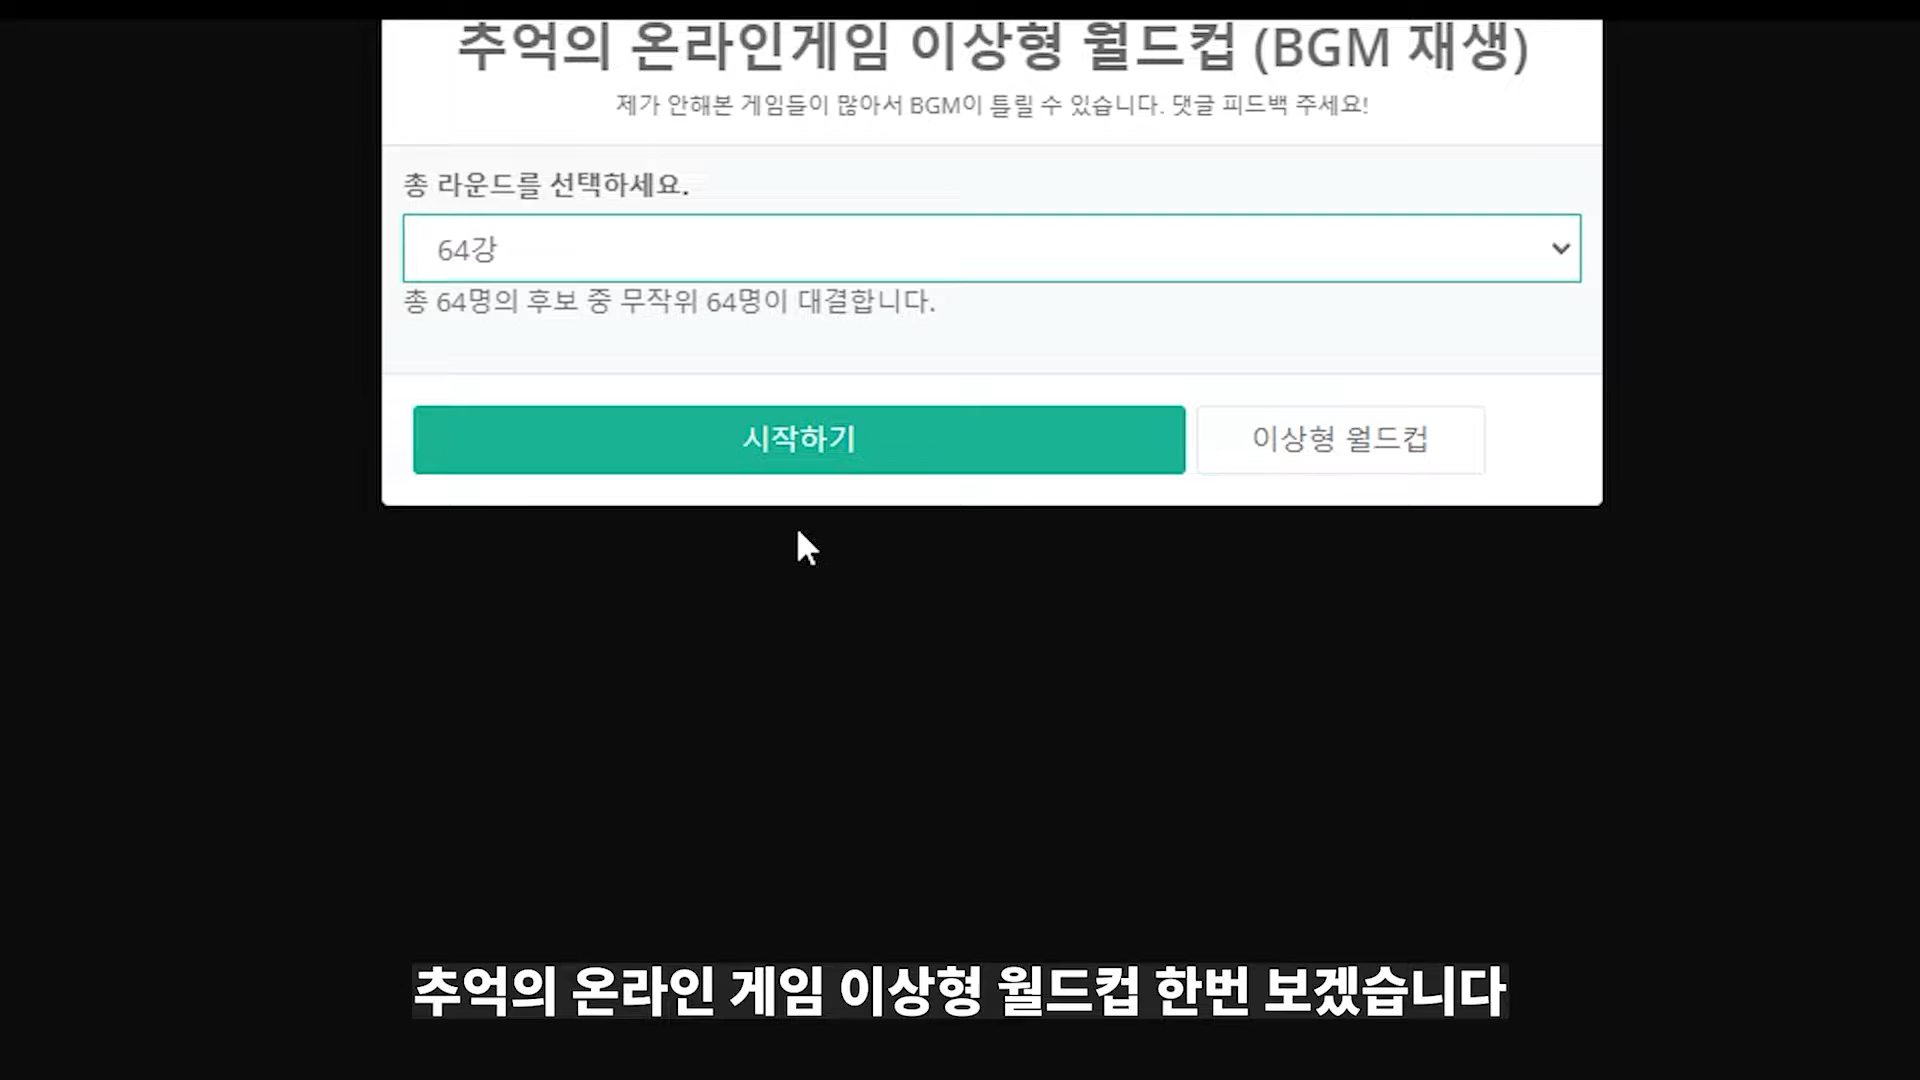 추억의 온라인게임 이상형 월드컵 (BGM 재생)
제가 안해본 게임들이 많아서 BGM이 틀릴 수 있습니다. 댓글 피드백 주세요!
총 라운드를 선택하세요.
64강
총 64명의 후보 중 무작위 64명이 대결합니다.
시작하기
이상형 월드컵
추억의 온라인 게임 이상형 월드컵 한번 보겠습니다